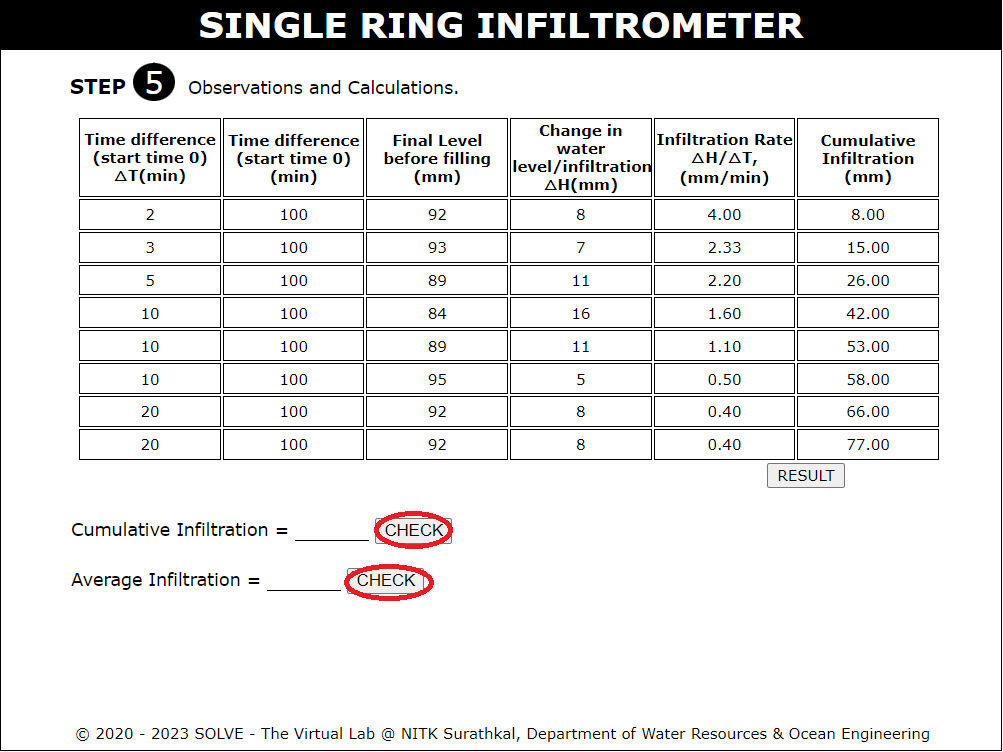 SINGLE RING INFILTROMETER
STEP 5 Observations and Calculations.
Time difference (start time 0) △T(min) Time difference (start time 0) (min) Final Level before filling (mm) Change in water level/infiltration △H(mm) Infiltration Rate △H/△T, (mm/min) Cumulative Infiltration (mm)
2 100 92 8 4.00 8.00
3 100 93 7 2.33 15.00
5 100 89 11 2.20 26.00
10 100 84 16 1.60 42.00
10 100 89 11 1.10 53.00
10 100 95 5 0.50 58.00
20 100 92 8 0.40 66.00
20 100 92 8 0.40 77.00
RESULT
Cumulative Infiltration = ________ CHECK
Average Infiltration = ________ CHECK
© 2020 - 2023 SOLVE - The Virtual Lab @ NITK Surathkal, Department of Water Resources & Ocean Engineering